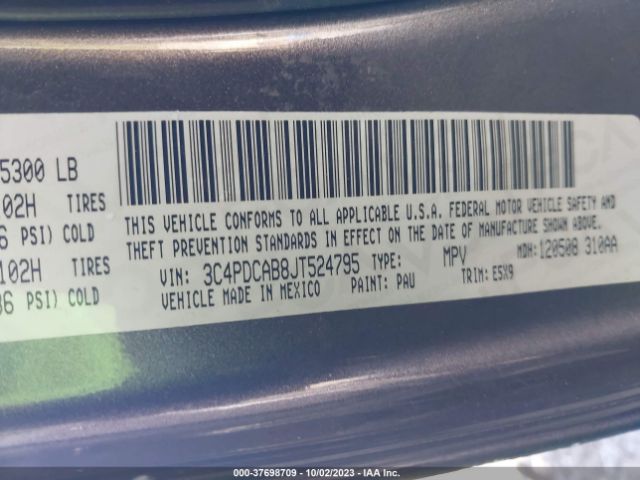 5300 LB
02H TIRES
6 PSI) COLD
102H TIRES
36 PSI) COLD
THIS VEHICLE CONFORMS TO ALL APPLICABLE U.S.A. FEDERAL MOTOR VEHICLE SAFETY AND
THEFT PREVENTION STANDARDS IN EFFECT ON THE DATE OF MANUFACTURE SHOWN ABOVE.
VIN: 3C4PDCAB8JT524795 TYPE: MPV MDH:120508 310AA
VEHICLE MADE IN MEXICO PAINT: PAU TRIM: E5X9
000-37698709 - 10/02/2023 - IAA Inc.